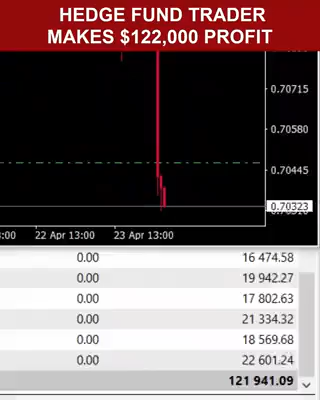 HEDGE FUND TRADER
MAKES $122,000 PROFIT
0.70715
0.70580
0.70445
0.70323
22 Apr 13:00 23 Apr 13:00
0.00 16 474.58
0.00 19 942.27
0.00 17 802.63
0.00 21 334.32
0.00 18 569.68
0.00 22 601.24
121 941.09